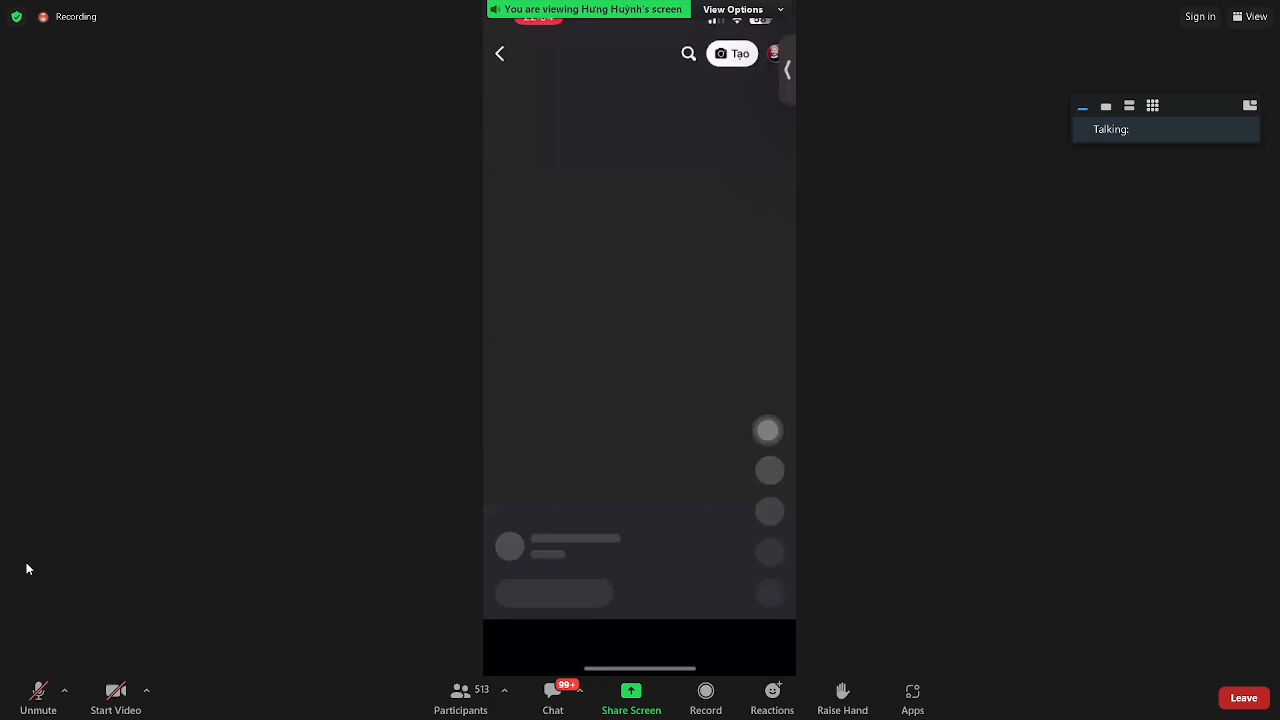 You are viewing Hưng Huỳnh's screen
View Options
Recording
Sign in
View
Tạo
Talking:
Unmute
Start Video
Participants
513
Chat
99+
Share Screen
Record
Reactions
Raise Hand
Apps
Leave